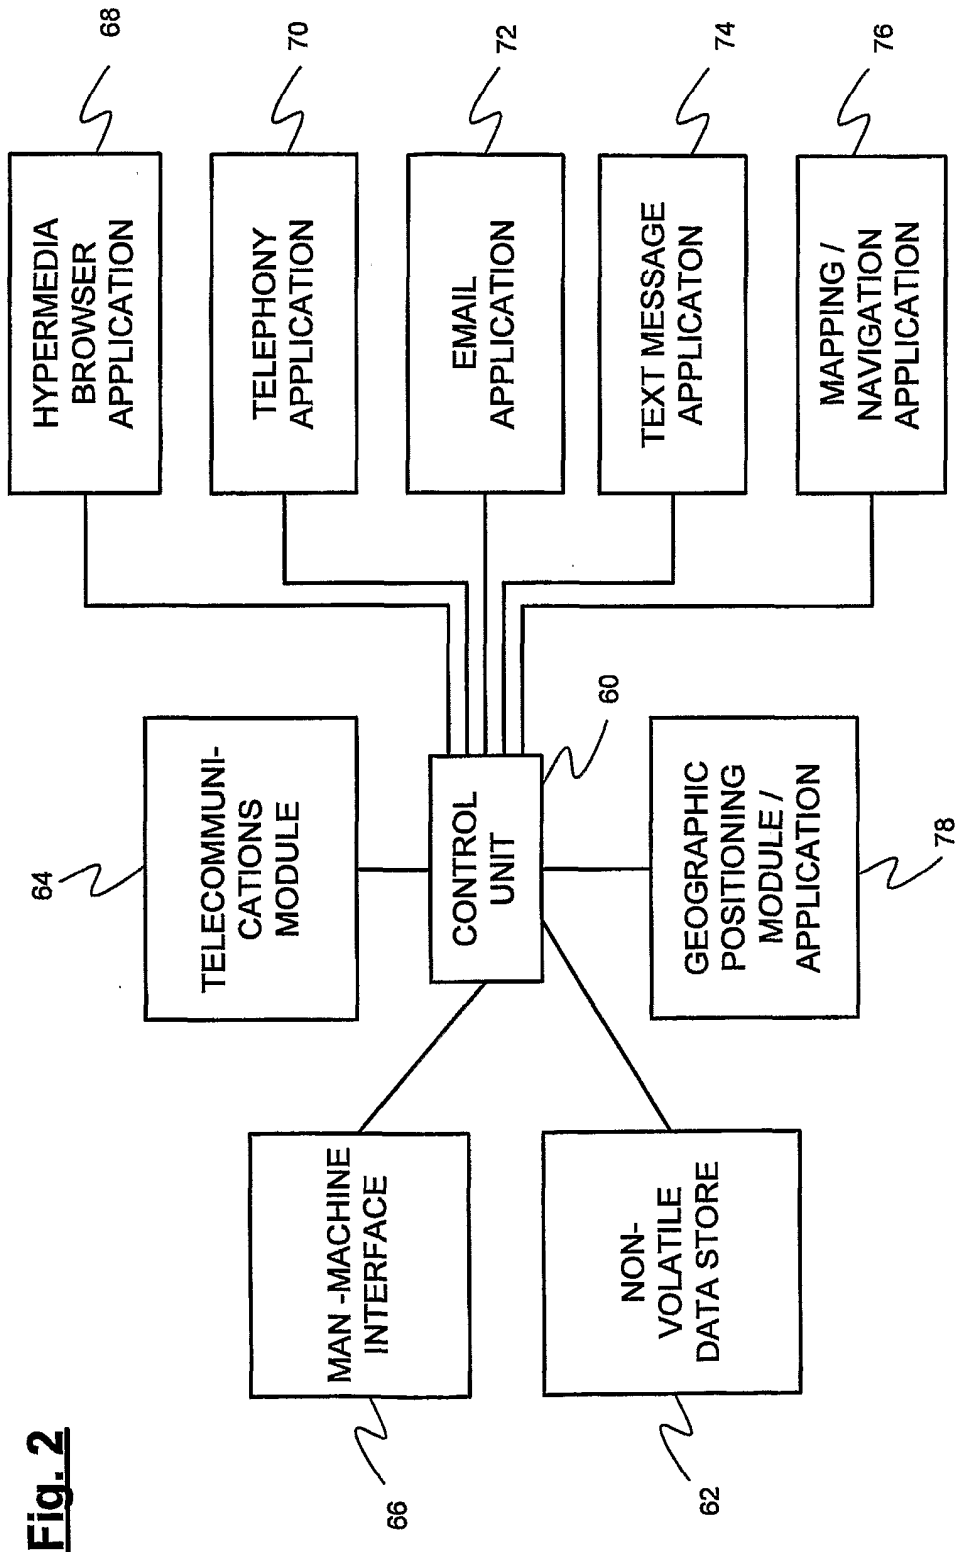 Fig. 2
66
MAN -MACHINE
INTERFACE
62
NON-
VOLATILE
DATA STORE
64
TELECOMMUNI-
CATIONS
MODULE
CONTROL
UNIT
60
GEOGRAPHIC
POSITIONING
MODULE /
APPLICATION
78
HYPERMEDIA
BROWSER
APPLICATION
68
TELEPHONY
APPLICATION
70
EMAIL
APPLICATION
72
TEXT MESSAGE
APPLICATON
74
MAPPING /
NAVIGATION
APPLICATION
76